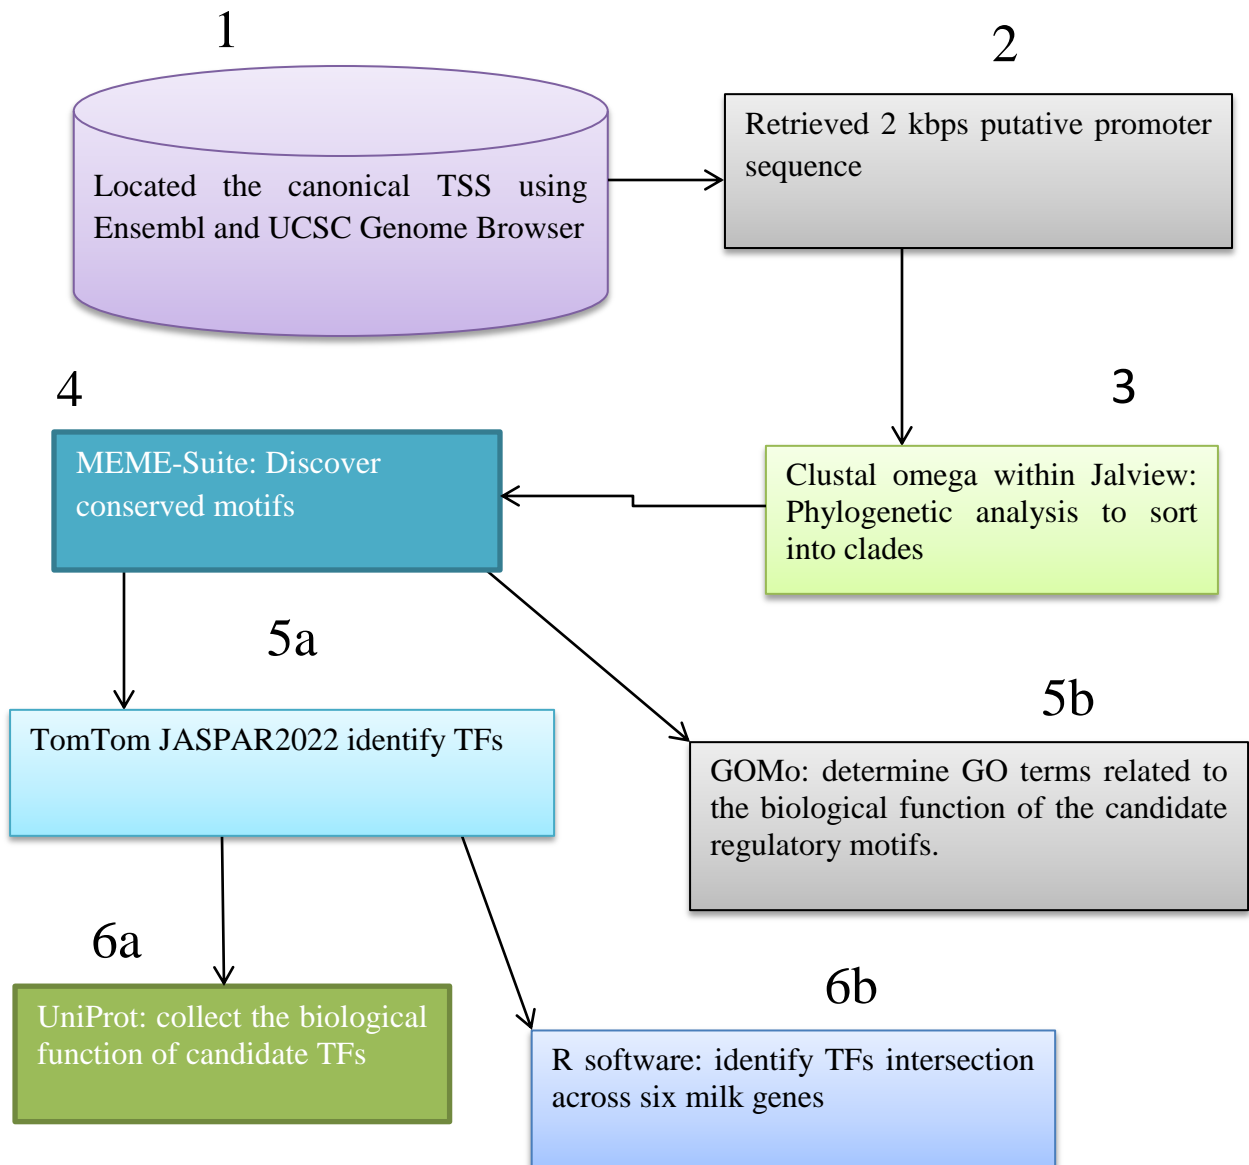 1
Located the canonical TSS using
Ensembl and UCSC Genome Browser
2
Retrieved 2 kbps putative promoter
sequence
3
Clustal omega within Jalview:
Phylogenetic analysis to sort
into clades
4
MEME-Suite: Discover
conserved motifs
5a
TomTom JASPAR2022 identify TFs
5b
GOMo: determine GO terms related to
the biological function of the candidate
regulatory motifs.
6a
UniProt: collect the biological
function of candidate TFs
6b
R software: identify TFs intersection
across six milk genes